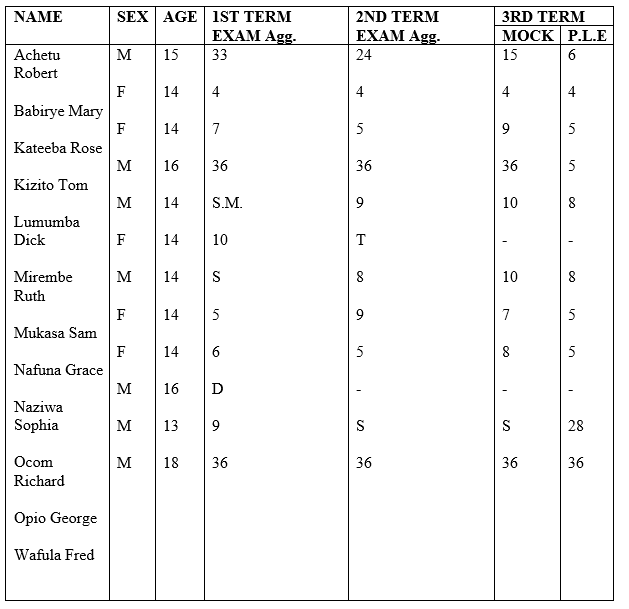 NAME SEX AGE 1ST TERM 2ND TERM 3RD TERM
EXAM Agg. EXAM Agg. MOCK P.L.E
Achetu M 15 33 24 15 6
Robert
F 14 4 4 4 4
Babirye Mary
F 14 7 5 9 5
Kateeba Rose
M 16 36 36 36 5
Kizito Tom
M 14 S.M. 9 10 8
Lumumba
Dick F 14 10 T - -
Mirembe M 14 S 8 10 8
Ruth
F 14 5 9 7 5
Mukasa Sam
F 14 6 5 8 5
Nafuna Grace
M 16 D - - -
Naziwa
Sophia M 13 9 S S 28
Ocom M 18 36 36 36 36
Richard
Opio George
Wafula Fred